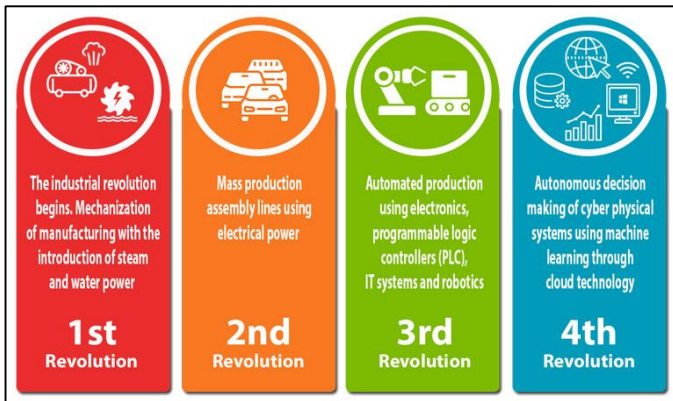 The industrial revolution
begins. Mechanization
of manufacturing with the
introduction of steam
and water power
1st
Revolution
Mass production
assembly lines using
electrical power
2nd
Revolution
Automated production
using electronics,
programmable logic
controllers (PLC),
IT systems and robotics
3rd
Revolution
Autonomous decision
making of cyber physical
systems using machine
learning through
cloud technology
4th
Revolution